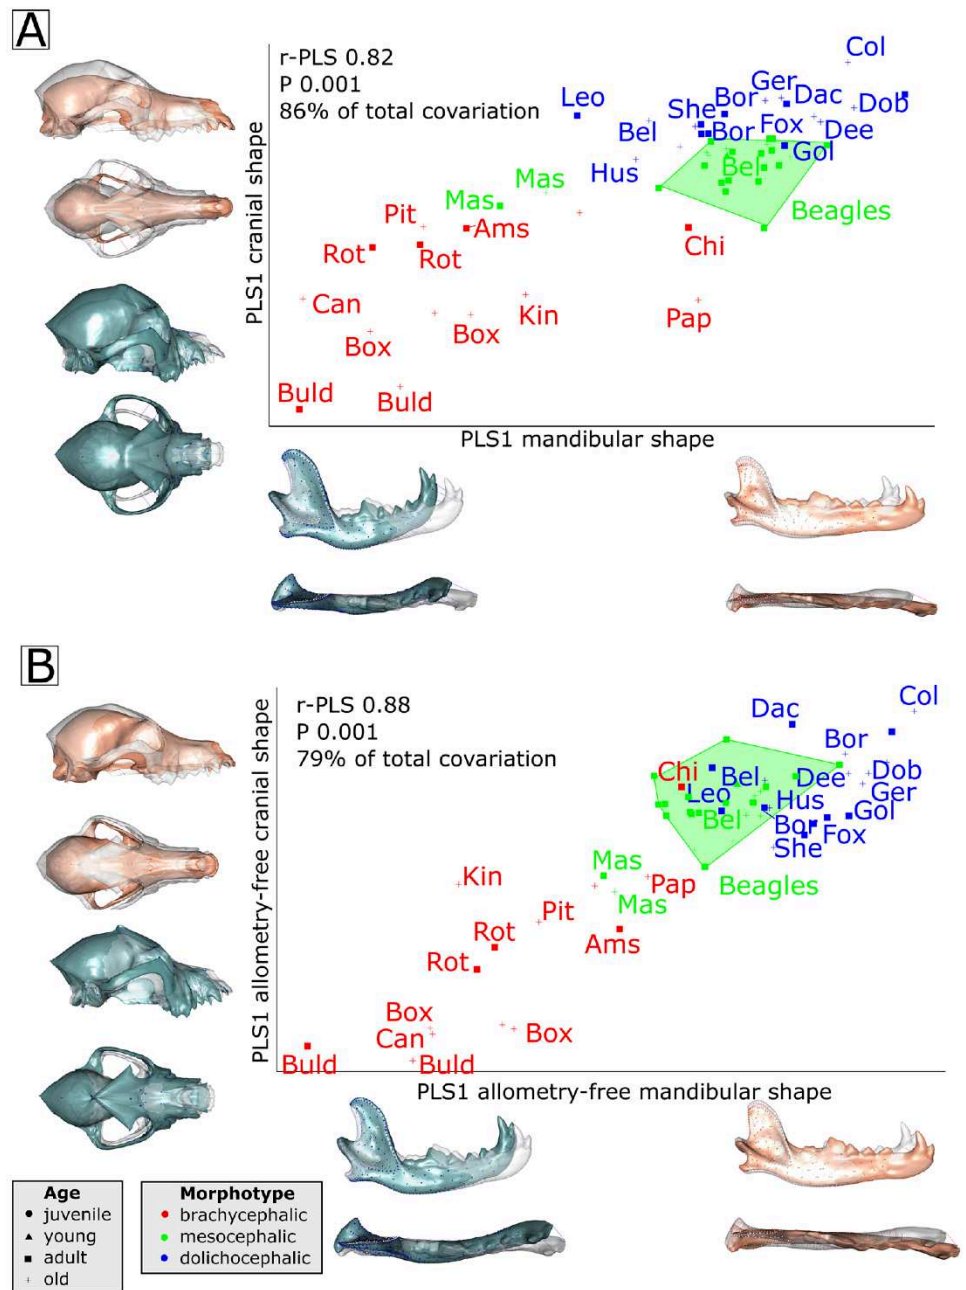 A
r-PLS 0.82
P 0.001
86% of total covariation
PLS1 cranial shape
Col
Ger
Bor
Dac
Dob
Leo
She
Bel
Bor
Fox
Dee
Gol
Hus
Bel
Mas
Mas
Beagles
Pit
Ams
Chi
Rot
Rot
Can
Kin
Pap
Box
Box
Buld
Buld
PLS1 mandibular shape
B
r-PLS 0.88
P 0.001
79% of total covariation
PLS1 allometry-free cranial shape
Dac
Col
Bor
Chi
Bel
Dee
Dob
Leo
Hus
Ger
Bel
Bor
Gol
Fox
She
Mas
Kin
Pap
Mas
Beagles
Pit
Rot
Ams
Rot
Box
Can
Box
Buld
Buld
PLS1 allometry-free mandibular shape
Age
juvenile
young
adult
old
Morphotype
brachycephalic
mesocephalic
dolichocephalic